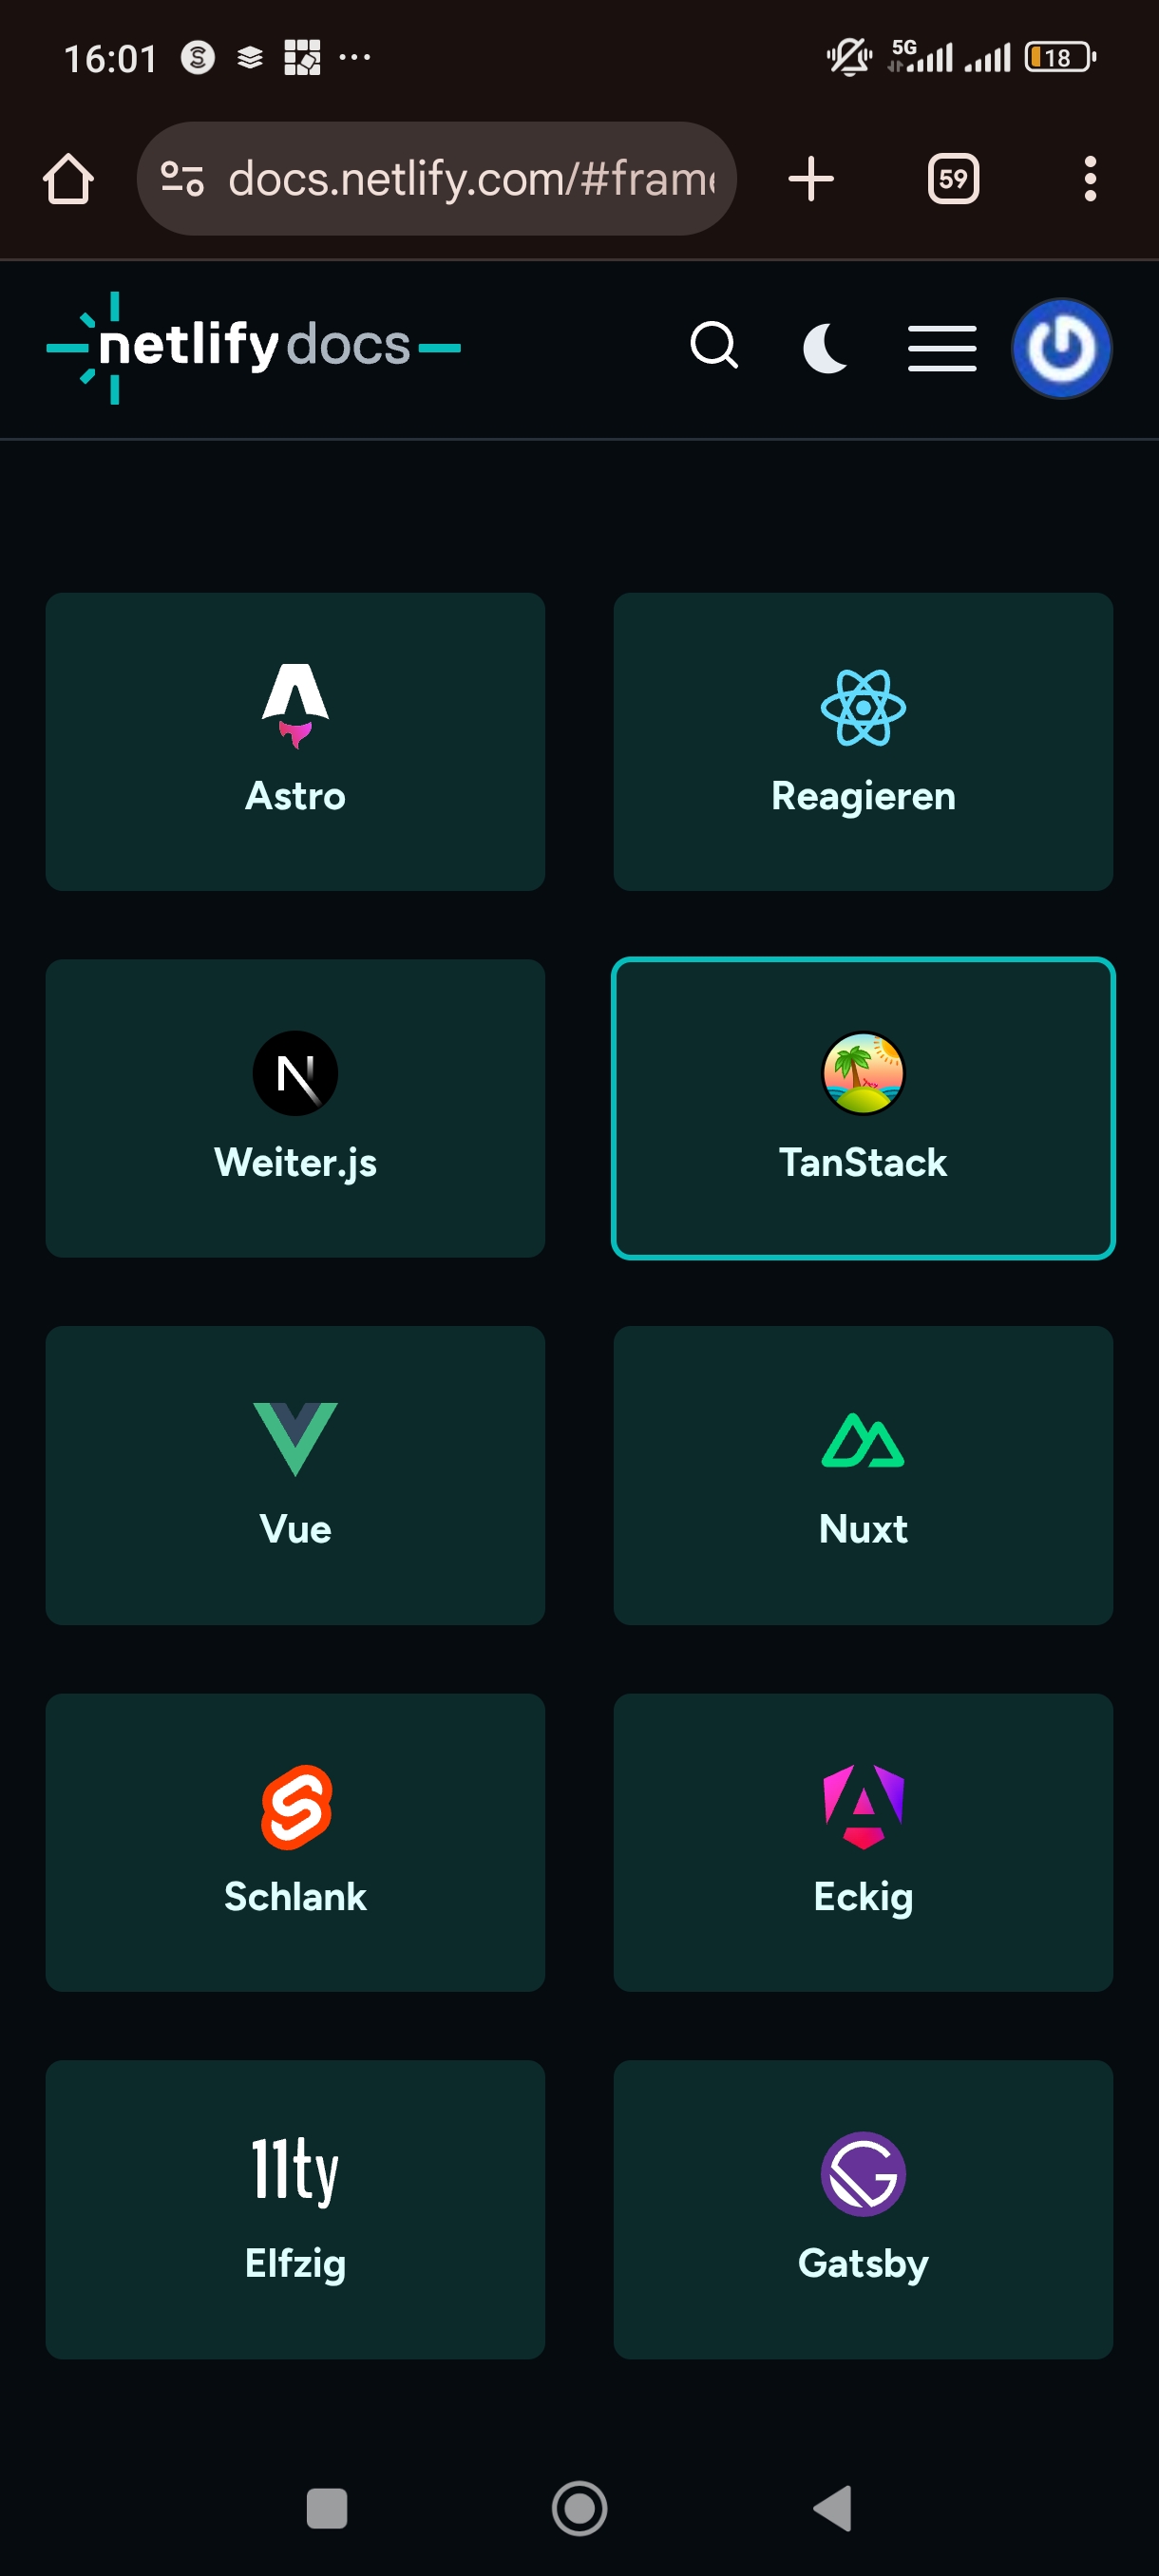 16:01
5G
18
docs.netlify.com/#frame
59
netlify docs
Astro
Reagieren
Weiter.js
TanStack
Vue
Nuxt
Schlank
Eckig
11ty
Elfzig
Gatsby